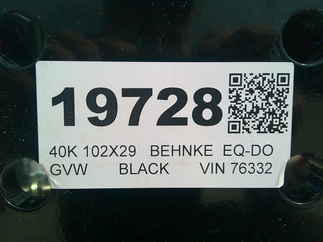 19728
40K 102X29 BEHNKE EQ-DO
GVW BLACK VIN 76332